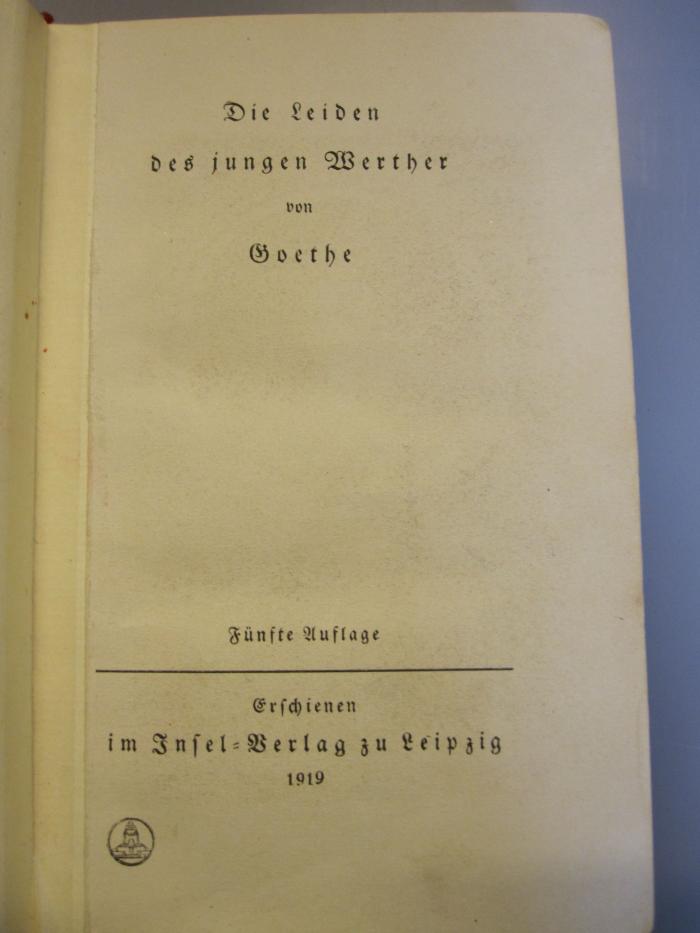 Die Leiden
des jungen Werther
von
Goethe
Fünfte Auflage
Erschienen
im Insel-Verlag zu Leipzig
1919